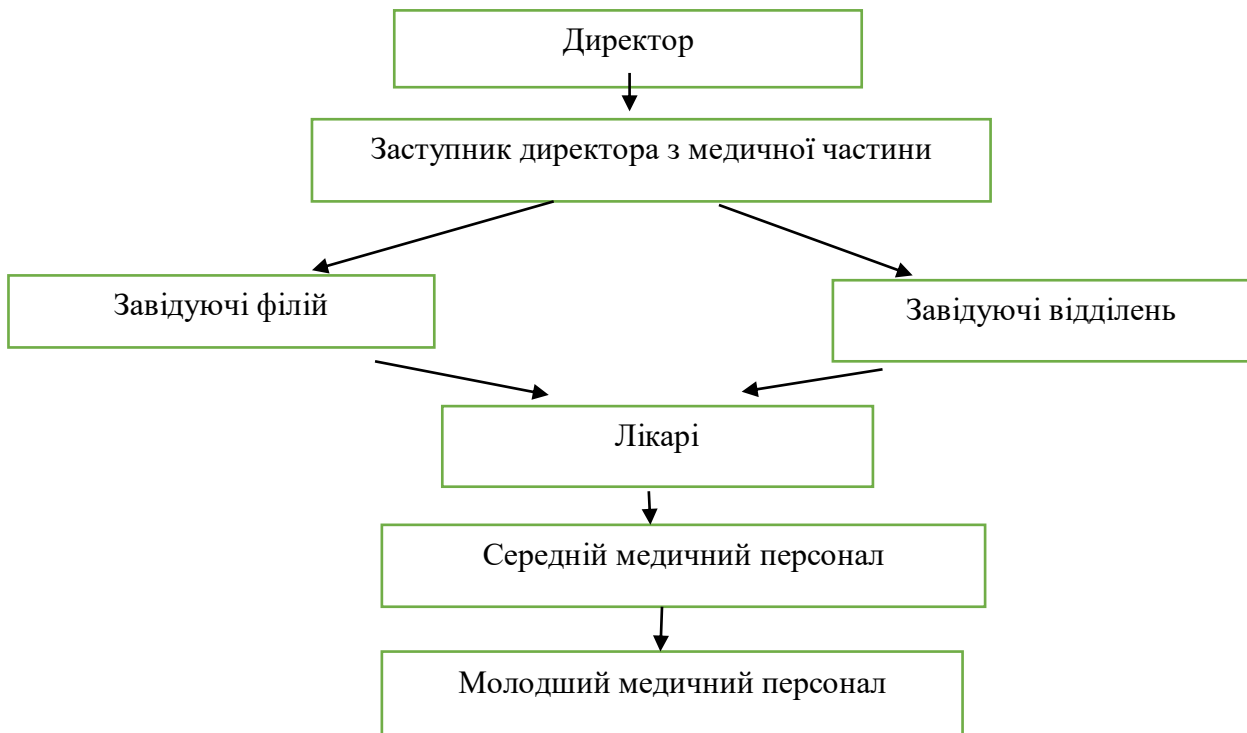 Директор
Заступник директора з медичної частини
Завідуючі філій
Завідуючі відділень
Лікарі
Середній медичний персонал
Молодший медичний персонал